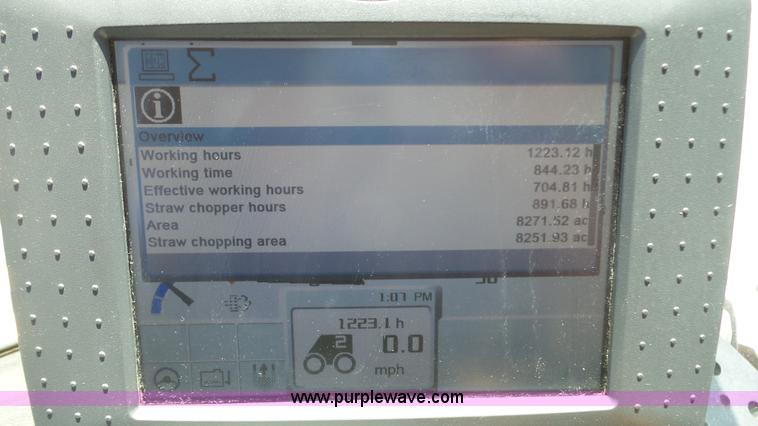 Overview
Working hours 1223.12 h
Working time 844.23 h
Effective working hours 704.81 h
Straw chopper hours 891.68 h
Area 8271.52 ac
Straw chopping area 8251.93 ac
1:07 PM
1223.1 h
2
0.0
mph
www.purplewave.com